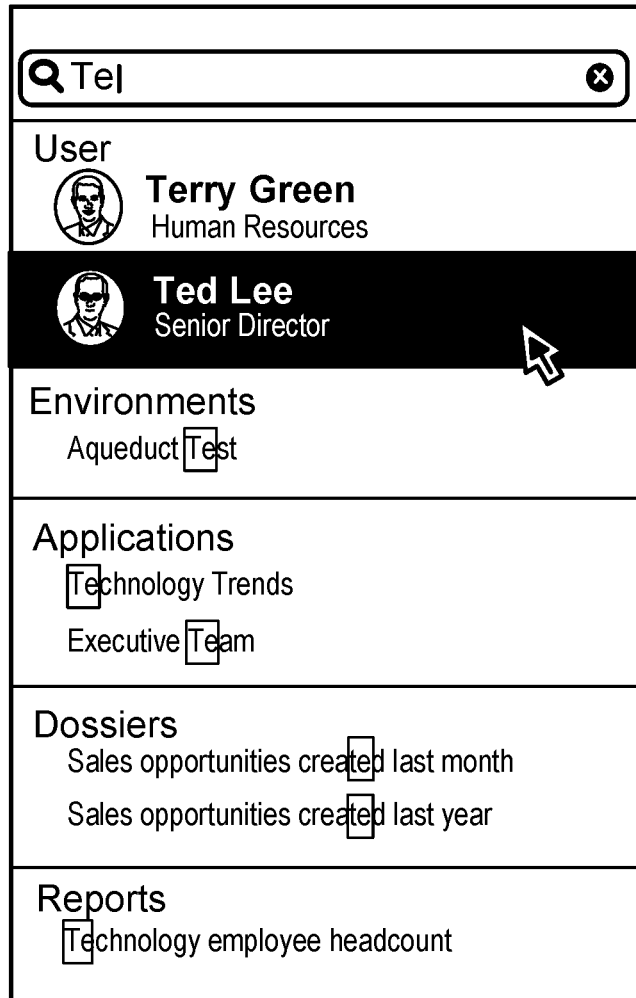 Te
User
Terry Green
Human Resources
Ted Lee
Senior Director
Environments
Aqueduct Test
Applications
Technology Trends
Executive Team
Dossiers
Sales opportunities created last month
Sales opportunities created last year
Reports
Technology employee headcount